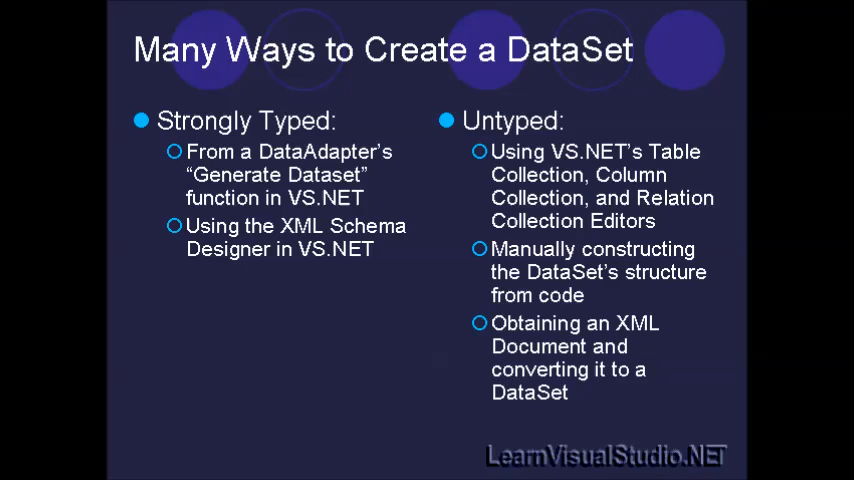 Many Ways to Create a DataSet
Strongly Typed:
From a DataAdapter's
“Generate Dataset”
function in VS.NET
Using the XML Schema
Designer in VS.NET
Untyped:
Using VS.NET's Table
Collection, Column
Collection, and Relation
Collection Editors
Manually constructing
the DataSet's structure
from code
Obtaining an XML
Document and
converting it to a
DataSet
LearnVisualStudio.NET